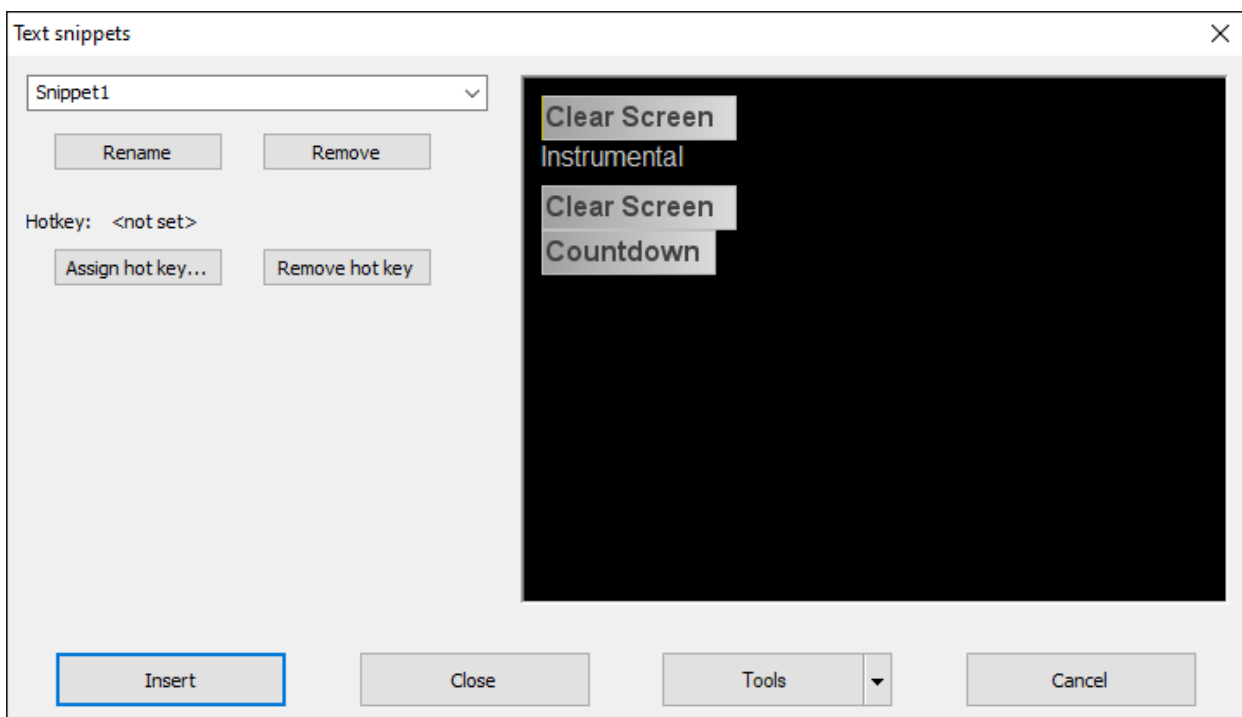 Text snippets
Snippet1
Rename Remove
Hotkey: <not set>
Assign hot key... Remove hot key
Clear Screen
Instrumental
Clear Screen
Countdown
Insert Close Tools Cancel